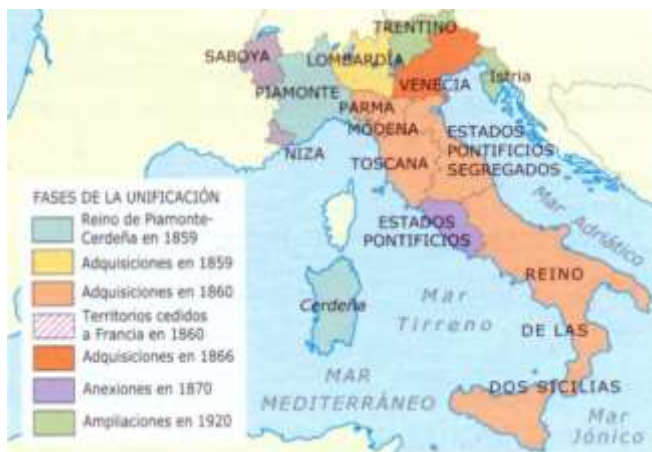 TRENTINO
SABOYA
LOMBARDÍA
VENECIA
Istria
PIAMONTE
PARMA
MÓDENA
NIZA
TOSCANA
ESTADOS
PONTIFICIOS
SEGREGADOS
Mar Adriático
ESTADOS
PONTIFICIOS
REINO
DE LAS
DOS SICILIAS
Cerdeña
Mar
Tirreno
MAR
MEDITERRÁNEO
Mar
Jónico
FASES DE LA UNIFICACIÓN
Reino de Piamonte-
Cerdeña en 1859
Adquisiciones en 1859
Adquisiciones en 1860
Territorios cedidos
a Francia en 1860
Adquisiciones en 1866
Anexiones en 1870
Ampliaciones en 1920